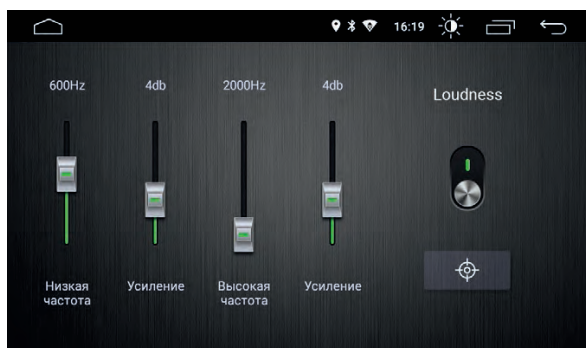 16:19
600Hz
4db
2000Hz
4db
Loudness
Низкая
частота
Усиление
Высокая
частота
Усиление